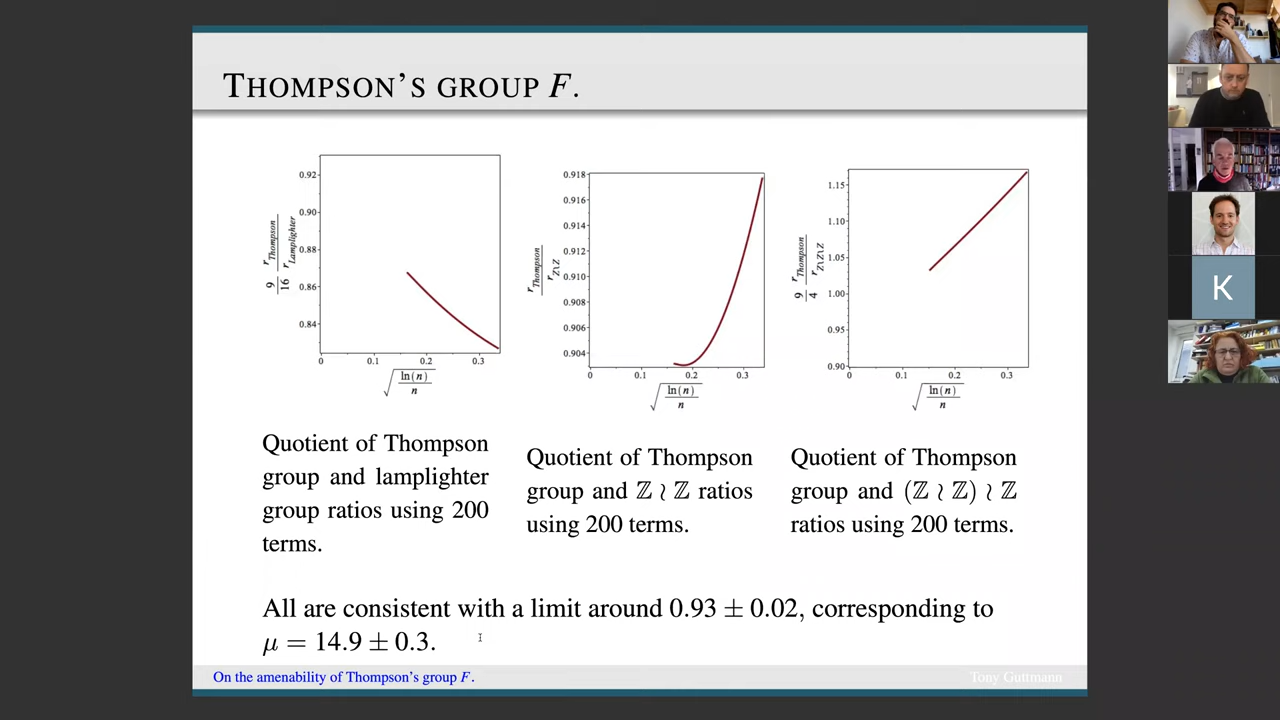 THOMPSON'S GROUP F.
0.92
0.90
0.88
0.86
0.84
9/16 r_Thompson/r_Lamplighter
0 0.1 0.2 0.3
√(ln(n)/n)
0.918
0.916
0.914
0.912
0.910
0.908
0.906
0.904
r_Thompson/r_Z≀Z
0 0.1 0.2 0.3
√(ln(n)/n)
1.15
1.10
1.05
1.00
0.95
0.90
9/4 r_Thompson/r_Z≀Z≀Z
0 0.1 0.2 0.3
√(ln(n)/n)
Quotient of Thompson
group and lamplighter
group ratios using 200
terms.
Quotient of Thompson
group and ℤ ≀ ℤ ratios
using 200 terms.
Quotient of Thompson
group and (ℤ ≀ ℤ) ≀ ℤ
ratios using 200 terms.
All are consistent with a limit around 0.93 ± 0.02, corresponding to
μ = 14.9 ± 0.3.
On the amenability of Thompson's group F.
Tony Guttmann
K